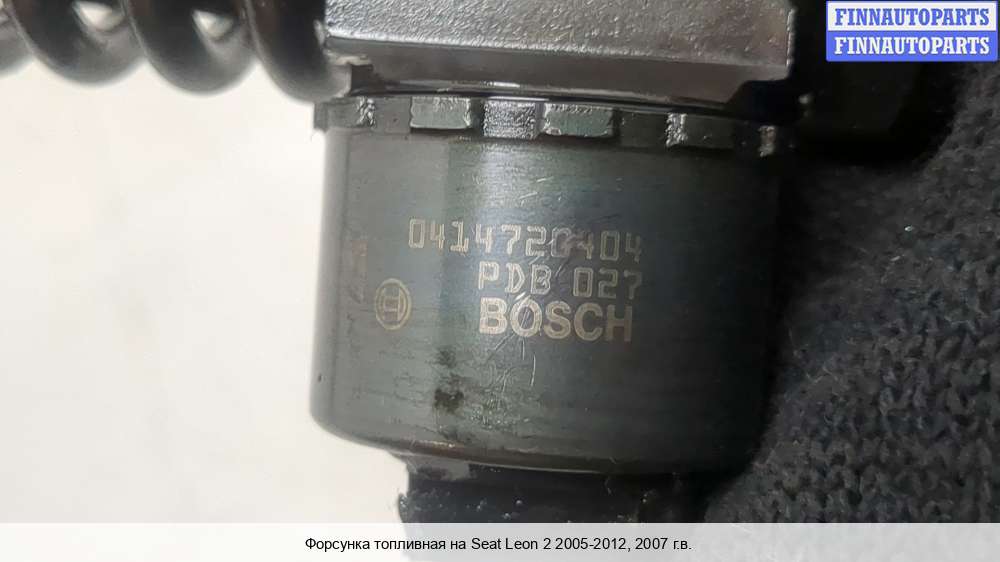 FINNAUTOPARTS
FINNAUTOPARTS
0414720404
PDB 027
BOSCH
Форсунка топливная на Seat Leon 2 2005-2012, 2007 г.в.